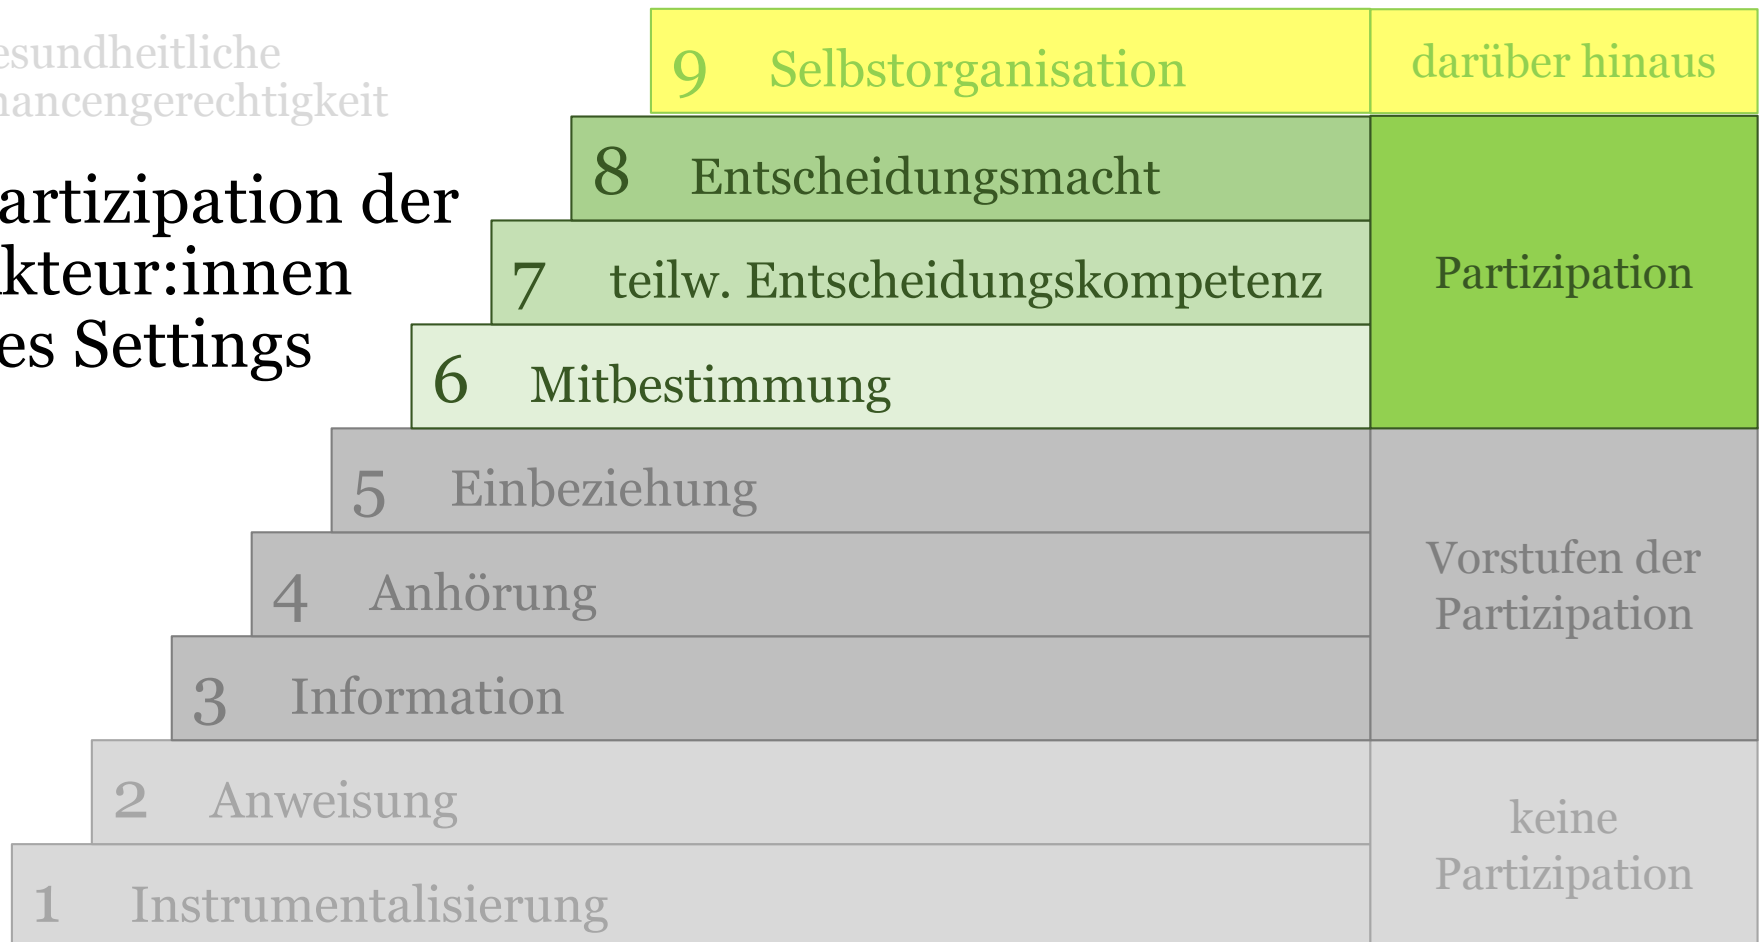 esundheitliche
ancengerechtigkeit
artizipation der
kteur:innen
es Settings
9 Selbstorganisation darüber hinaus
8 Entscheidungsmacht
7 teilw. Entscheidungskompetenz
Partizipation
6 Mitbestimmung
5 Einbeziehung
4 Anhörung
Vorstufen der
Partizipation
3 Information
2 Anweisung
1 Instrumentalisierung
keine
Partizipation